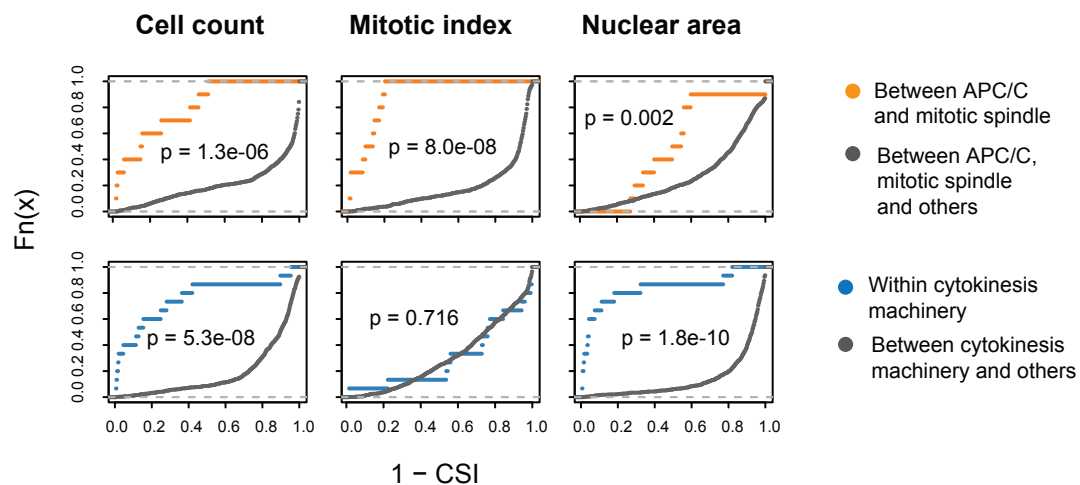 Cell count Mitotic index Nuclear area
0.0 0.2 0.4 0.6 0.8 1.0
p = 1.3e-06
p = 8.0e-08
p = 0.002
Between APC/C
and mitotic spindle
Between APC/C,
mitotic spindle
and others
Fn(x)
0.0 0.2 0.4 0.6 0.8 1.0
p = 5.3e-08
p = 0.716
p = 1.8e-10
Within cytokinesis
machinery
Between cytokinesis
machinery and others
0.0 0.2 0.4 0.6 0.8 1.0 0.0 0.2 0.4 0.6 0.8 1.0 0.0 0.2 0.4 0.6 0.8 1.0
1 − CSI